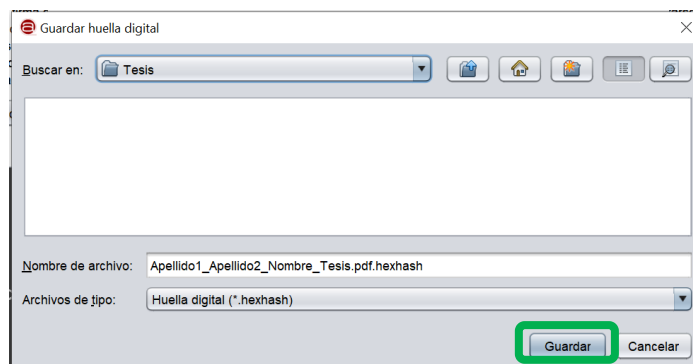 Guardar huella digital
Buscar en: Tesis
Nombre de archivo: Apellido1_Apellido2_Nombre_Tesis.pdf.hexhash
Archivos de tipo: Huella digital (*.hexhash)
Guardar Cancelar